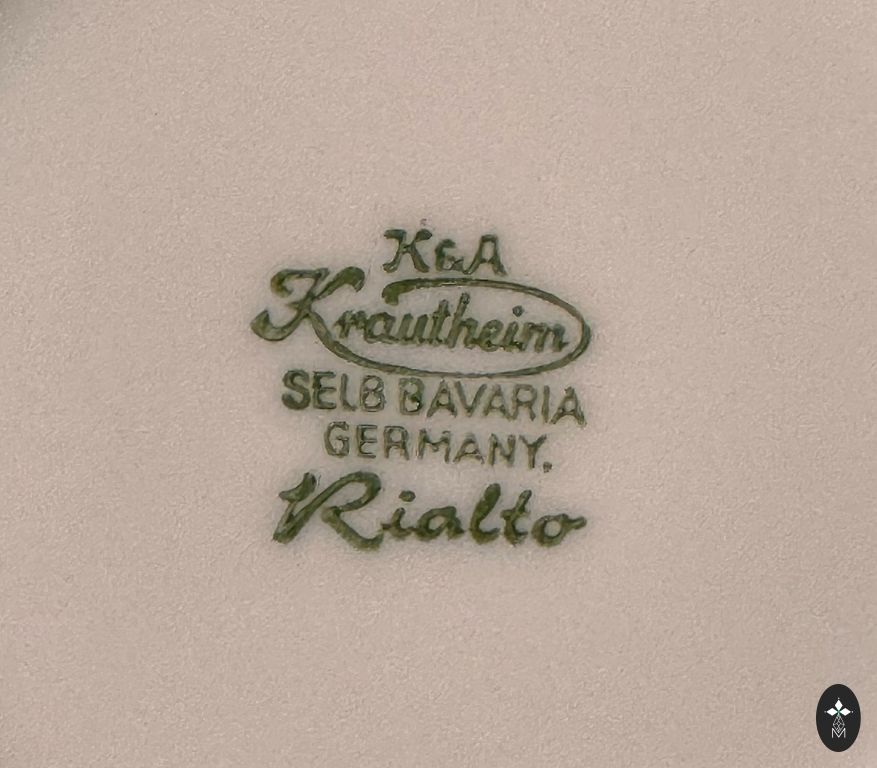 K&A
Krautheim
SELB BAVARIA
GERMANY.
Rialto
M